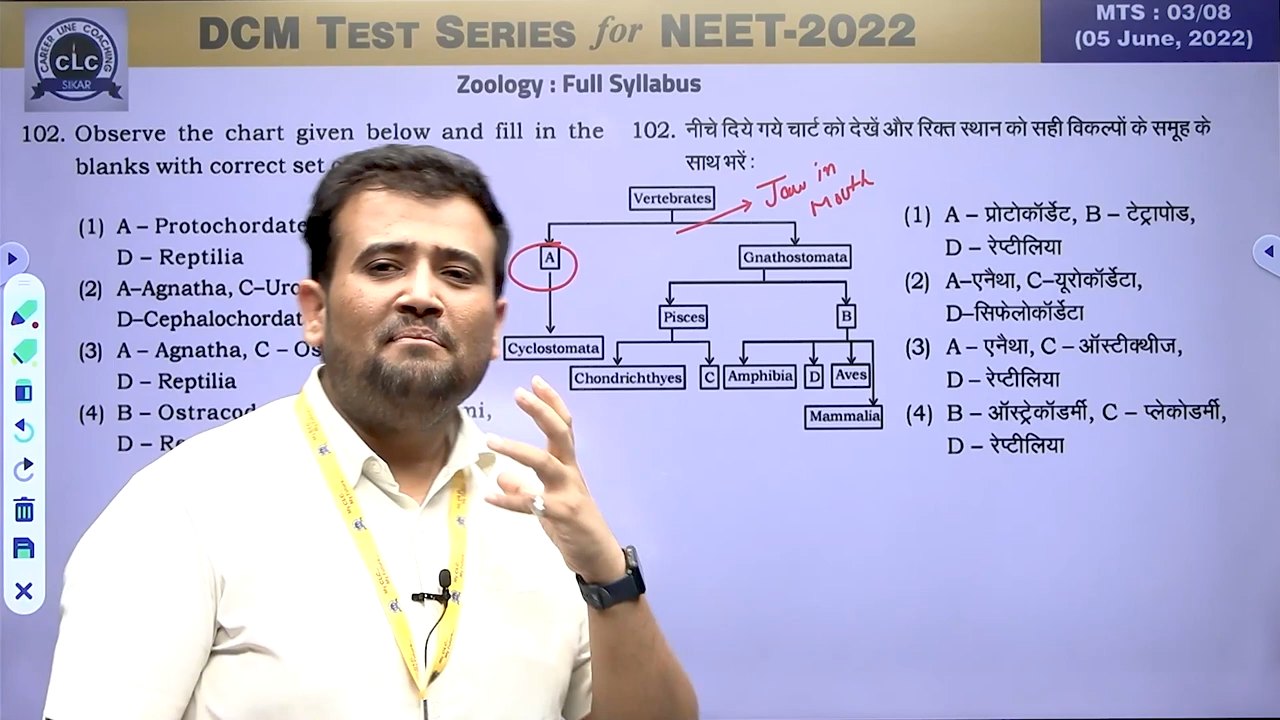 CAREER LINE COACHING
CLC
SIKAR
DCM TEST SERIES for NEET-2022
MTS : 03/08
(05 June, 2022)
Zoology : Full Syllabus
102. Observe the chart given below and fill in the
blanks with correct set
(1) A – Protochordate
D – Reptilia
(2) A–Agnatha, C–Uro
D–Cephalochordat
(3) A – Agnatha, C – Os
D – Reptilia
(4) B – Ostracod
mi,
D – Re
Vertebrates
Jaw in
Mouth
A
Gnathostomata
Pisces
B
Cyclostomata
Chondrichthyes
C
Amphibia
D
Aves
Mammalia
102. नीचे दिये गये चार्ट को देखें और रिक्त स्थान को सही विकल्पों के समूह के
साथ भरें :
(1) A – प्रोटोकॉर्डेट, B – टेट्रापोड,
D – रेप्टीलिया
(2) A–एनैथा, C–यूरोकॉर्डेटा,
D–सिफेलोकॉर्डेटा
(3) A – एनैथा, C – ऑस्टीक्थीज,
D – रेप्टीलिया
(4) B – ऑस्ट्रेकॉडर्मी, C – प्लेकोडर्मी,
D – रेप्टीलिया